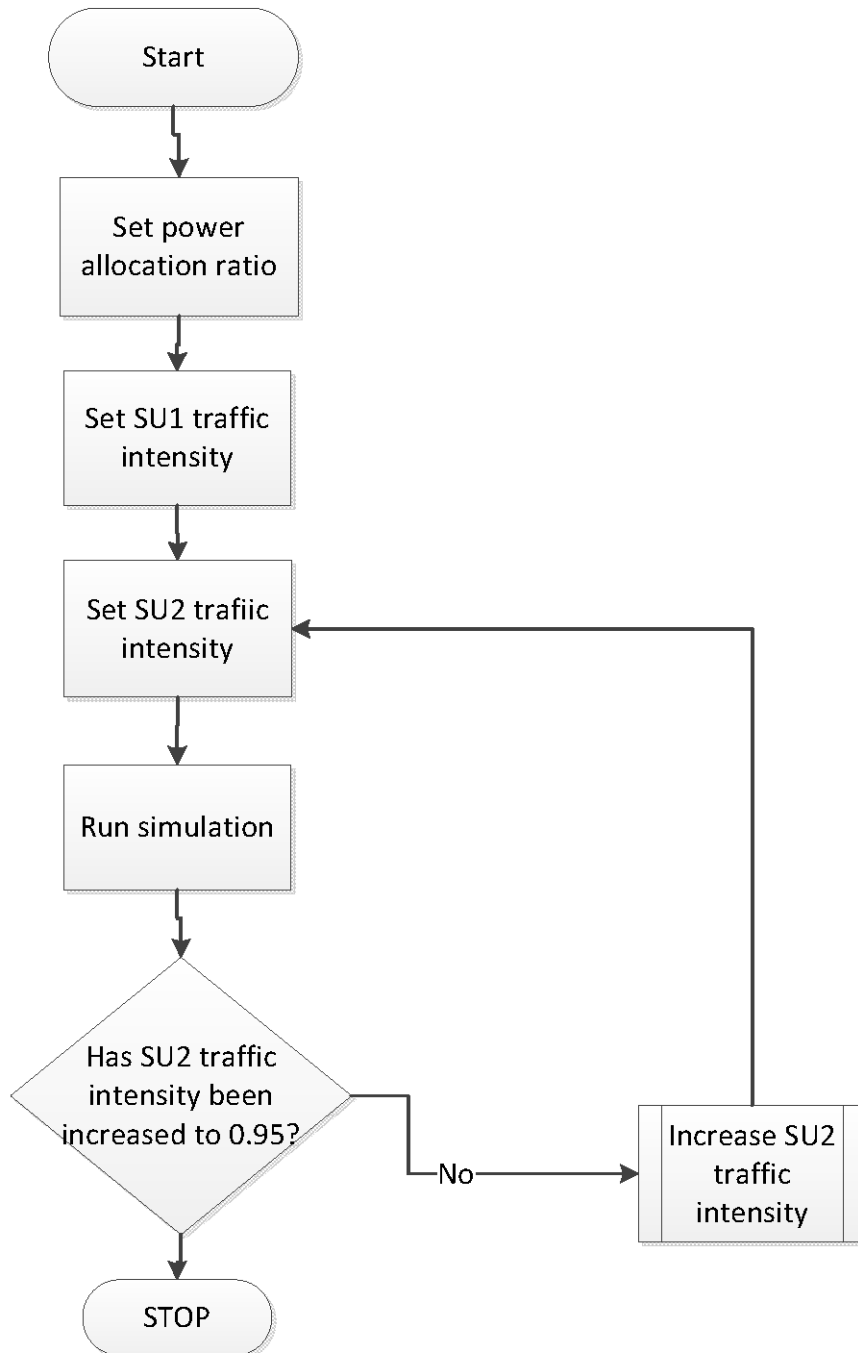 Start
Set power
allocation ratio
Set SU1 traffic
intensity
Set SU2 trafiic
intensity
Run simulation
Has SU2 traffic
intensity been
increased to 0.95?
No
Increase SU2
traffic
intensity
STOP